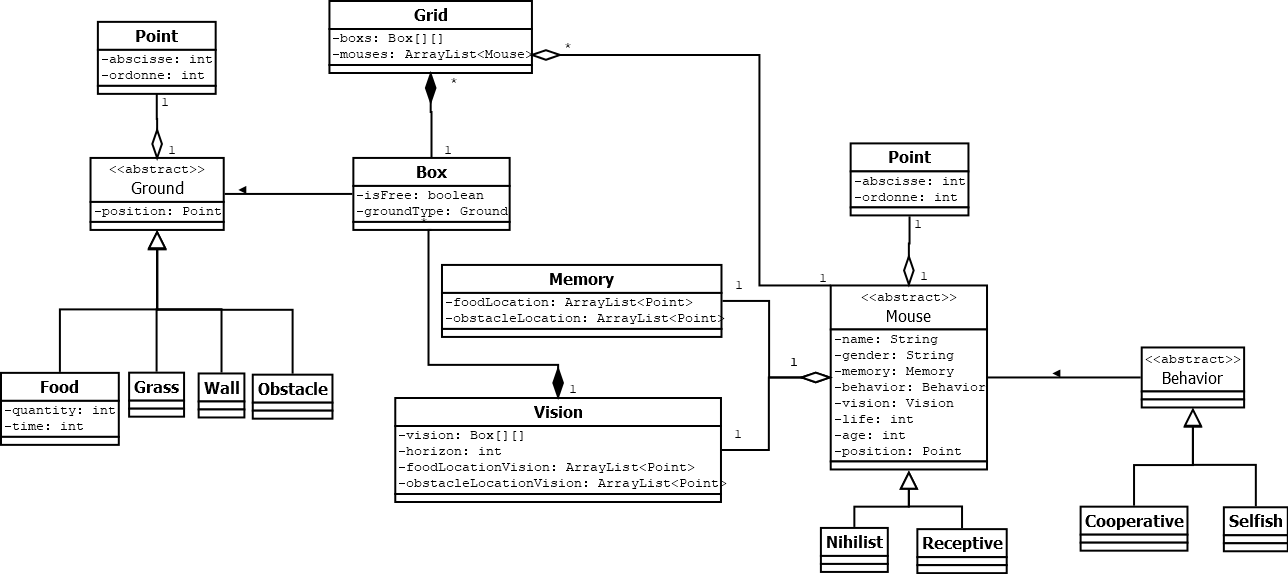 Grid
-boxs: Box[][]
-mouses: ArrayList<Mouse>
*
*
Point
-abscisse: int
-ordonne: int
1
1
<<abstract>>
Ground
-position: Point
1
Box
-isFree: boolean
-groundType: Ground
*
Point
-abscisse: int
-ordonne: int
1
1
Memory
-foodLocation: ArrayList<Point>
-obstacleLocation: ArrayList<Point>
1
1
<<abstract>>
Mouse
-name: String
-gender: String
-memory: Memory
-behavior: Behavior
-vision: Vision
-life: int
-age: int
-position: Point
1
<<abstract>>
Behavior
Food
-quantity: int
-time: int
Grass
Wall
Obstacle
1
Vision
-vision: Box[][]
-horizon: int
-foodLocationVision: ArrayList<Point>
-obstacleLocationVision: ArrayList<Point>
1
Nihilist
Receptive
Cooperative
Selfish